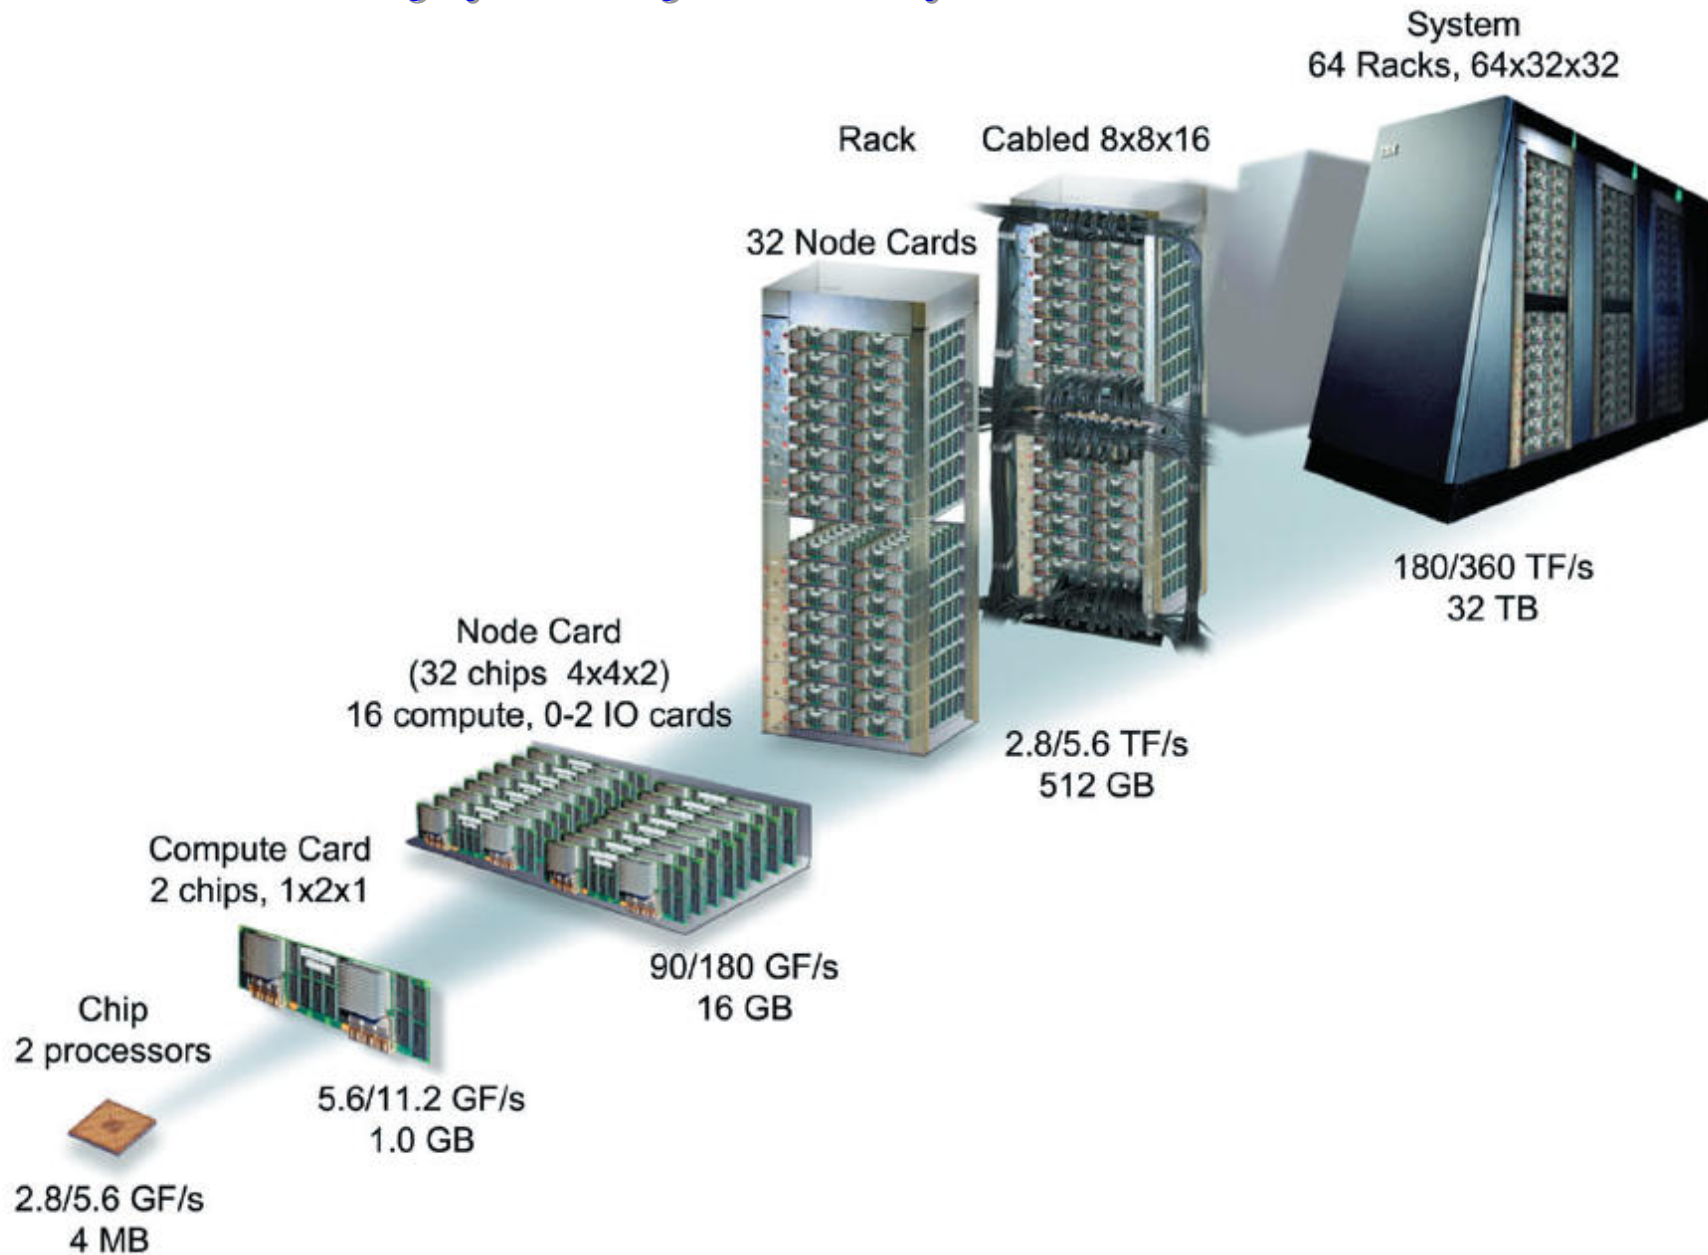 System
64 Racks, 64x32x32
Rack
Cabled 8x8x16
32 Node Cards
180/360 TF/s
32 TB
Node Card
(32 chips 4x4x2)
16 compute, 0-2 IO cards
2.8/5.6 TF/s
512 GB
Compute Card
2 chips, 1x2x1
90/180 GF/s
16 GB
Chip
2 processors
5.6/11.2 GF/s
1.0 GB
2.8/5.6 GF/s
4 MB